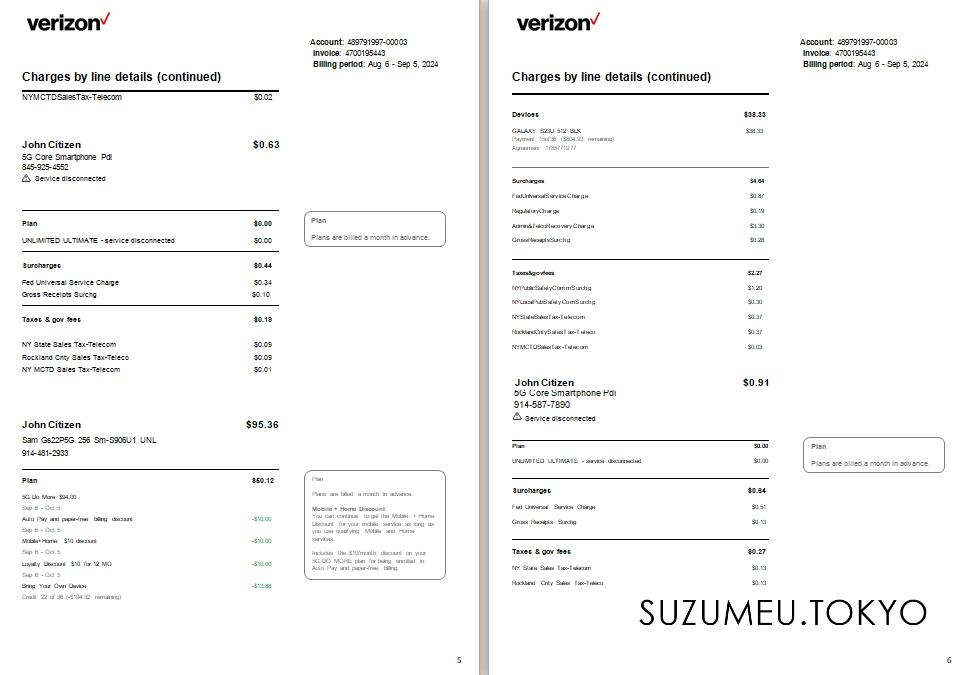 verizon✓
Account: 489791997-00003
Invoice: 4700195443
Billing period: Aug 6 - Sep 5, 2024
Charges by line details (continued)
NYMCTDSalesTax-Telecom $0.02
John Citizen $0.63
5G Core Smartphone Pdl
845-925-4552
Service disconnected
Plan $0.00
UNLIMITED ULTIMATE - service disconnected $0.00
Plan
Plans are billed a month in advance.
Suroharges $0.44
Fed Universal Service Charge $0.34
Gross Receipts Surchg $0.10
Taxes & gov fees $0.19
NY State Sales Tax-Telecom $0.09
Rockland Cnty Sales Tax-Teleco $0.09
NY MCTD Sales Tax-Telecom $0.01
John Citizen $95.36
Sam Gs22P5G 256 Sm-S906U1 UNL
914-481-2933
Plan $50.12
5G Do More $94.00
Sep 6 - Oct 5
Auto Pay and paper-free billing discount -$10.00
Sep 6 - Oct 5
Mobile+Home $10 discount -$10.00
Sep 6 - Oct 5
Loyalty Discount $10 for 12 MO -$10.00
Sep 6 - Oct 5
Bring Your Own Device -$13.88
Credit 22 of 36 (-$194.32 remaining)
Plan
Plans are billed a month in advance.
Mobile + Home Discount
You can continue to get the Mobile + Home
Discount for your mobile service as long as
you use qualifying Mobile and Home
services.
Includes the $10/month discount on your
5G DO MORE plan for being enrolled in
Auto Pay and paper-free billing.
5
verizon✓
Account: 489791997-00003
Invoice: 4700195443
Billing period: Aug 6 - Sep 5, 2024
Charges by line details (continued)
Devices $38.33
GALAXY S23U 512 BLK $38.33
Payment 15of36 ($804.93 remaining)
Agreement 1785771977
Surcharges $4.64
FedUniversalServiceCharge $0.87
RegulatoryCharge $0.19
Admin&TelcoRecoveryCharge $3.30
GrossReceiptsSurchg $0.28
Taxes&govfees $2.27
NYPublicSafetyCommSurchg $1.20
NYLocalPubSafetyCommSurchg $0.30
NYStateSalesTax-Telecom $0.37
RocklandCntySalesTax-Teleco $0.37
NYMCTDSalesTax-Telecom $0.03
John Citizen $0.91
5G Core Smartphone Pdl
914-587-7890
Service disconnected
Plan $0.00
UNLIMITED ULTIMATE - service disconnected $0.00
Plan
Plans are billed a month in advance.
Suroharges $0.64
Fed Universal Service Charge $0.51
Gross Receipts Surchg $0.13
Taxes & gov fees $0.27
NY State Sales Tax-Telecom $0.13
Rockland Cnty Sales Tax-Teleco $0.13
SUZUMEU.TOKYO
6